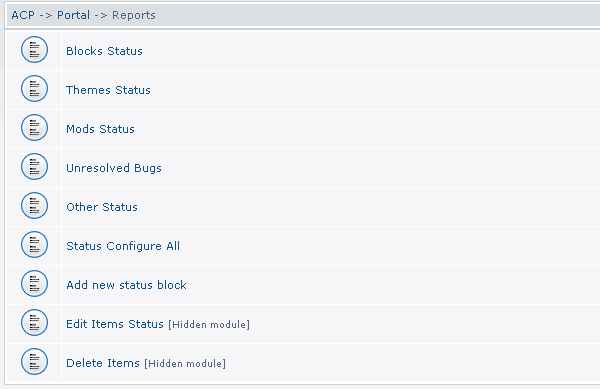 ACP -> Portal -> Reports
Blocks Status
Themes Status
Mods Status
Unresolved Bugs
Other Status
Status Configure All
Add new status block
Edit Items Status [Hidden module]
Delete Items [Hidden module]